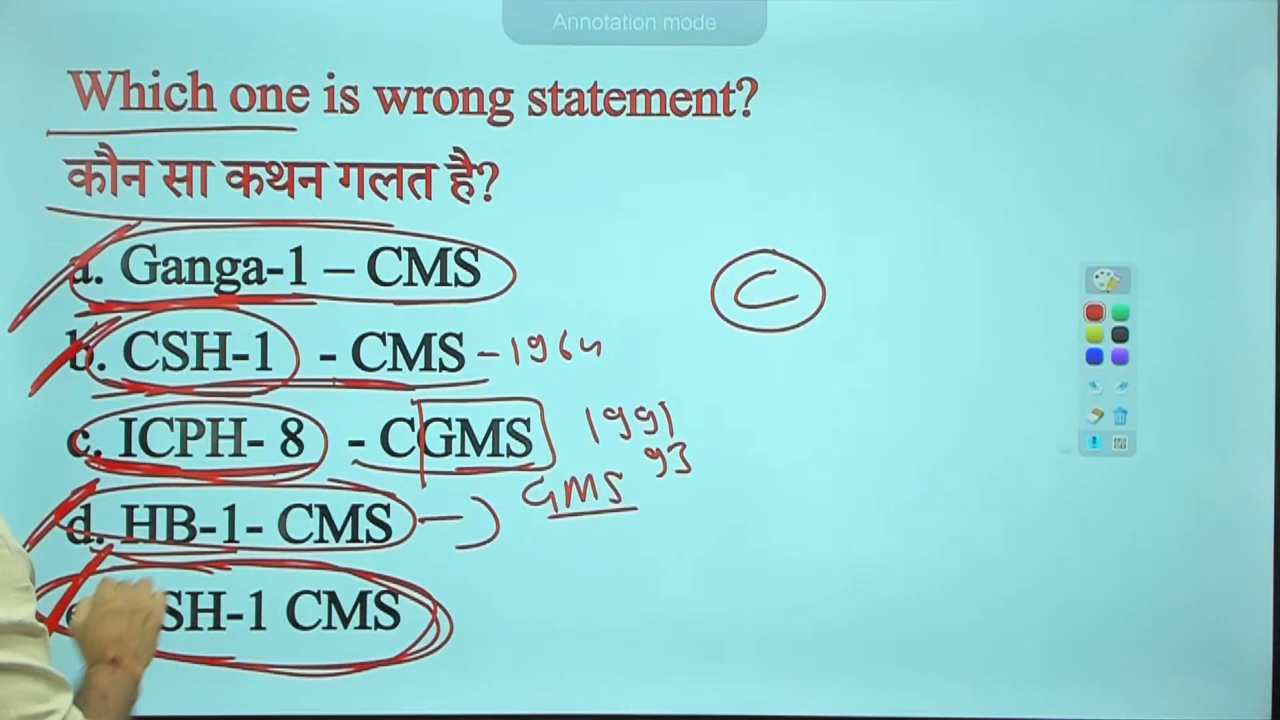 Annotation mode
Which one is wrong statement?
कौन सा कथन गलत है?
a. Ganga-1 – CMS
C
b. CSH-1 - CMS – 1964
c. ICPH- 8 - CGMS 1991
93
GMS
d. HB-1- CMS
SH-1 CMS